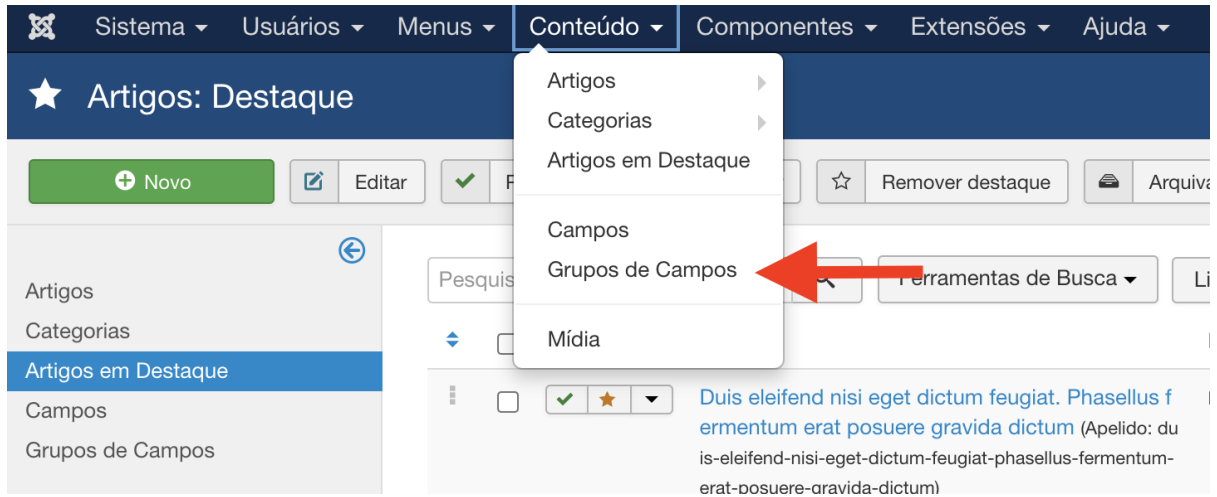 Sistema Usuários Menus Conteúdo Componentes Extensões Ajuda
Artigos: Destaque
Artigos
Categorias
Artigos em Destaque
Campos
Grupos de Campos
Mídia
Novo Editar Remover destaque
Artigos
Categorias
Artigos em Destaque
Campos
Grupos de Campos
Ferramentas de Busca
Duis eleifend nisi eget dictum feugiat. Phasellus f
ermentum erat posuere gravida dictum (Apelido: du
is-eleifend-nisi-eget-dictum-feugiat-phasellus-fermentum-
erat-posuere-gravida-dictum)